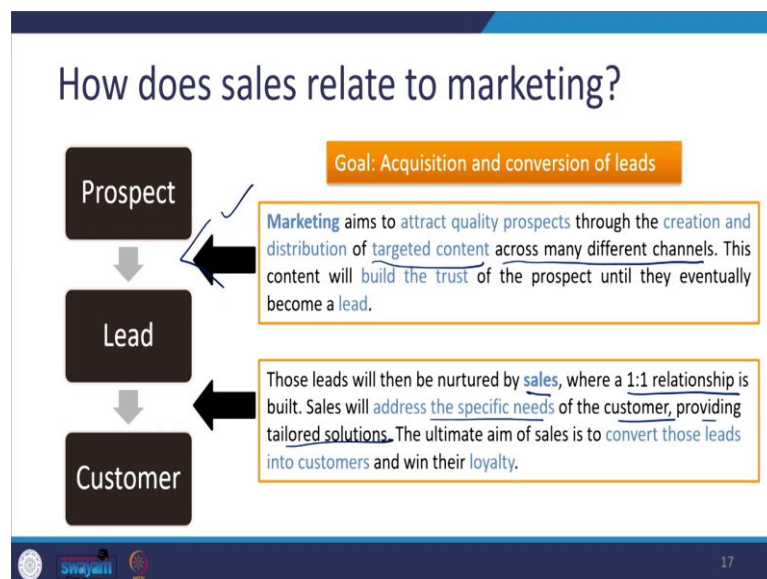 How does sales relate to marketing?
Prospect
Lead
Customer
Goal: Acquisition and conversion of leads
Marketing aims to attract quality prospects through the creation and
distribution of targeted content across many different channels. This
content will build the trust of the prospect until they eventually
become a lead.
Those leads will then be nurtured by sales, where a 1:1 relationship is
built. Sales will address the specific needs of the customer, providing
tailored solutions. The ultimate aim of sales is to convert those leads
into customers and win their loyalty.
swayam
17